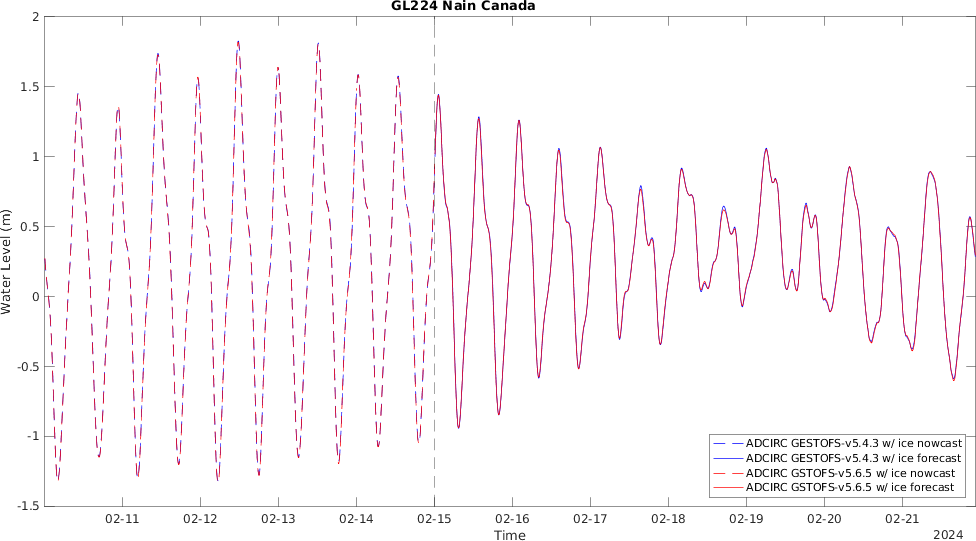 GL224 Nain Canada
2
1.5
1
0.5
0
-0.5
-1
-1.5
Water Level (m)
02-11 02-12 02-13 02-14 02-15 02-16 02-17 02-18 02-19 02-20 02-21
Time
2024
ADCIRC GESTOFS-v5.4.3 w/ ice nowcast
ADCIRC GESTOFS-v5.4.3 w/ ice forecast
ADCIRC GSTOFS-v5.6.5 w/ ice nowcast
ADCIRC GSTOFS-v5.6.5 w/ ice forecast